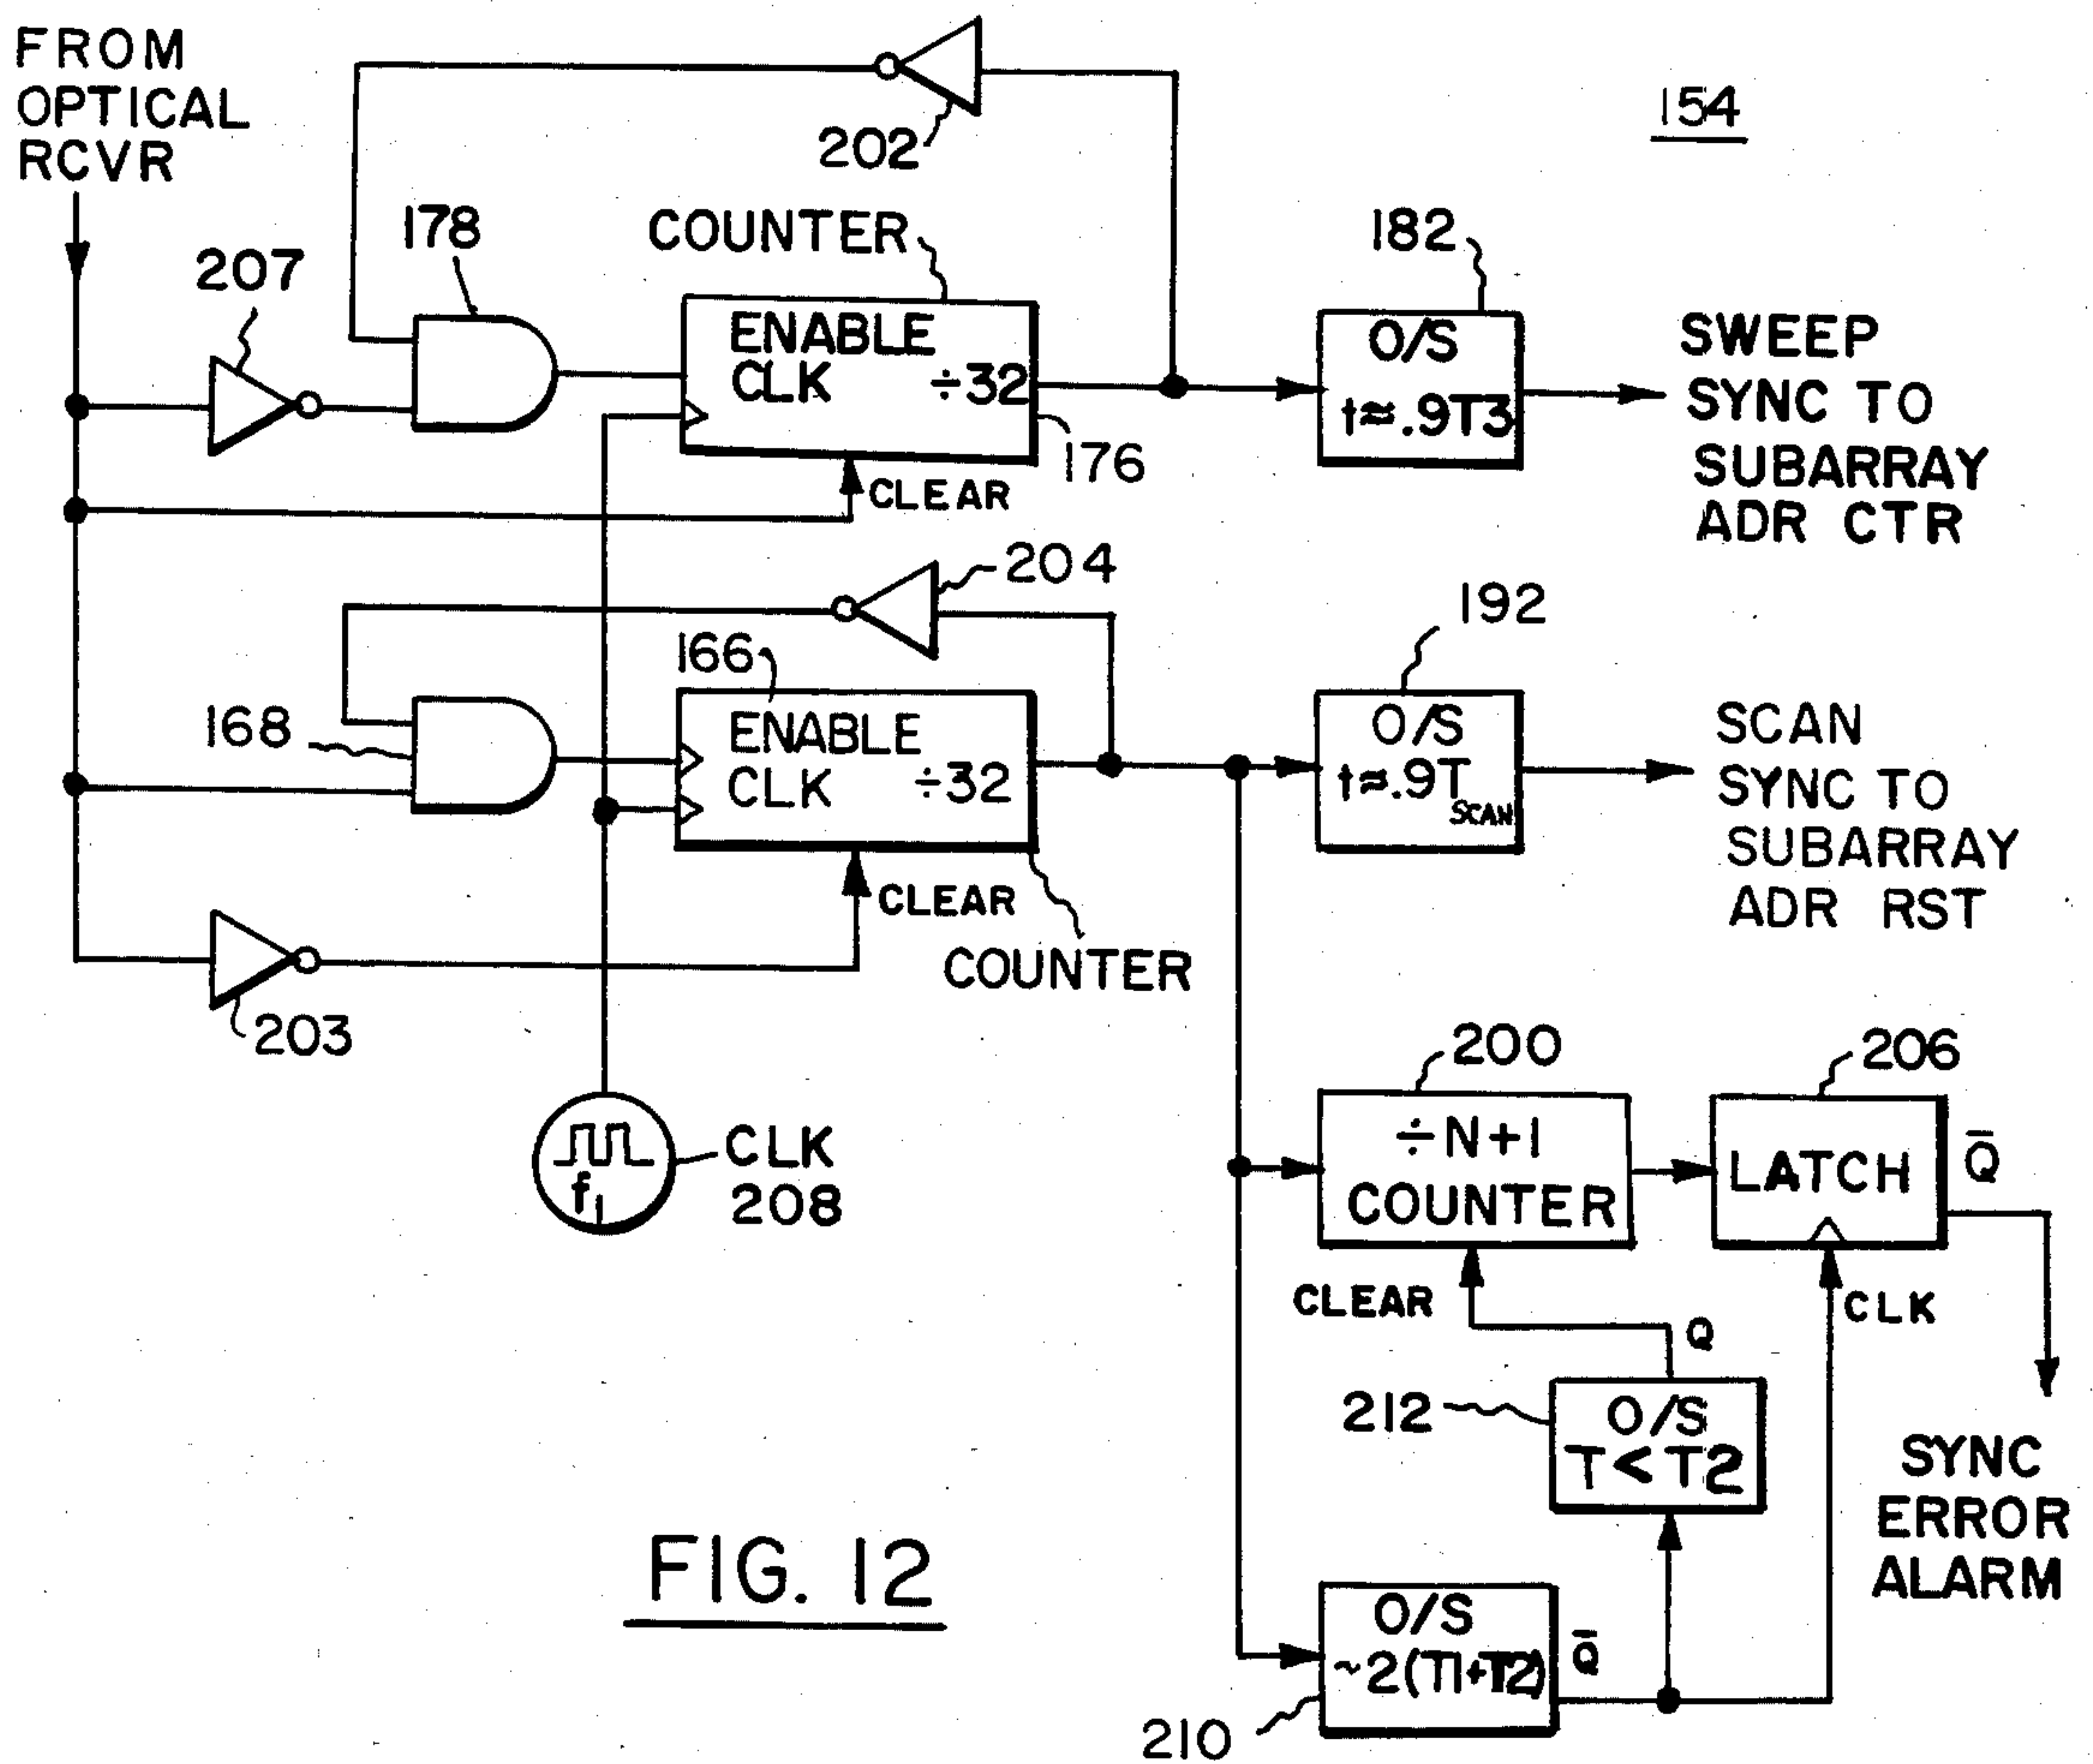 FROM
OPTICAL
RCVR
202
154
178
COUNTER
182
207
ENABLE
CLK ÷32
O/S
t≈.9T3
SWEEP
SYNC TO
SUBARRAY
ADR CTR
176
CLEAR
204
192
166
168
ENABLE
CLK ÷32
O/S
t≈.9T
SCAN
SCAN
SYNC TO
SUBARRAY
ADR RST
CLEAR
COUNTER
203
200
206
÷N+1
COUNTER
LATCH
Q̅
f1
CLK
208
CLEAR
Q
CLK
212
O/S
T<T2
SYNC
ERROR
ALARM
O/S
~2(T1+T2)
Q̅
210
FIG. 12